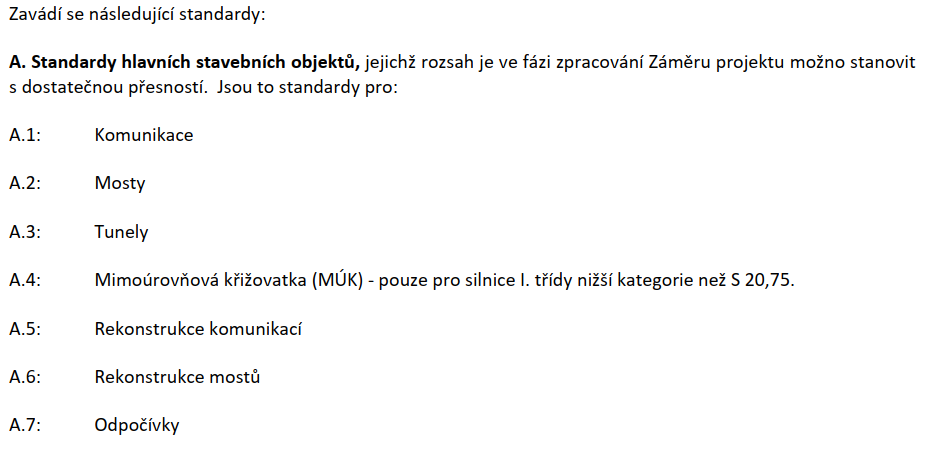 Zavádí se následující standardy:
A. Standardy hlavních stavebních objektů, jejichž rozsah je ve fázi zpracování Záměru projektu možno stanovit
s dostatečnou přesností.  Jsou to standardy pro:
A.1: Komunikace
A.2: Mosty
A.3: Tunely
A.4: Mimoúrovňová křižovatka (MÚK) - pouze pro silnice I. třídy nižší kategorie než S 20,75.
A.5: Rekonstrukce komunikací
A.6: Rekonstrukce mostů
A.7: Odpočívky